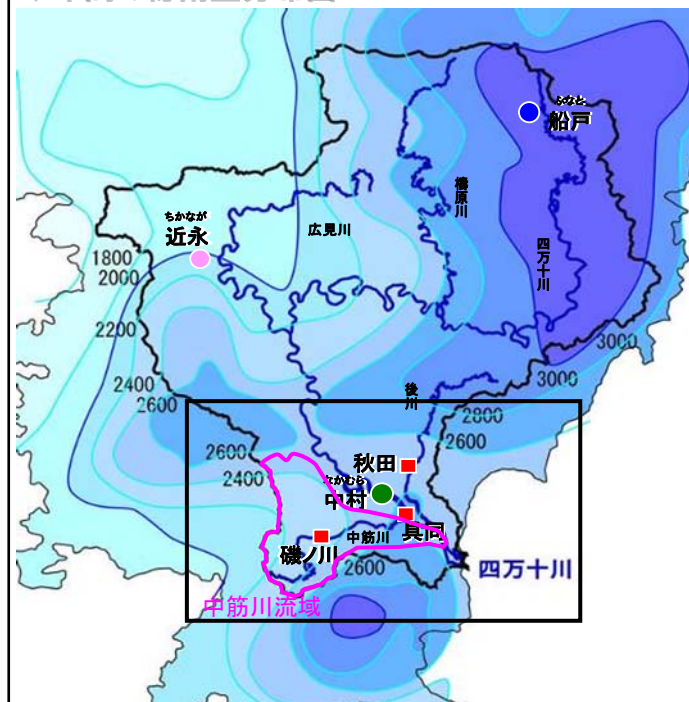 ふなと
船戸
ちかなが
近永
広見川
檮原川
四万十川
1800
2000
2200
2400
2600
3000
3000
後川
2800
2600
2600
2400
秋田
なかむら
中村
具同
磯ノ川
中筋川
2600
四万十川
中筋川流域